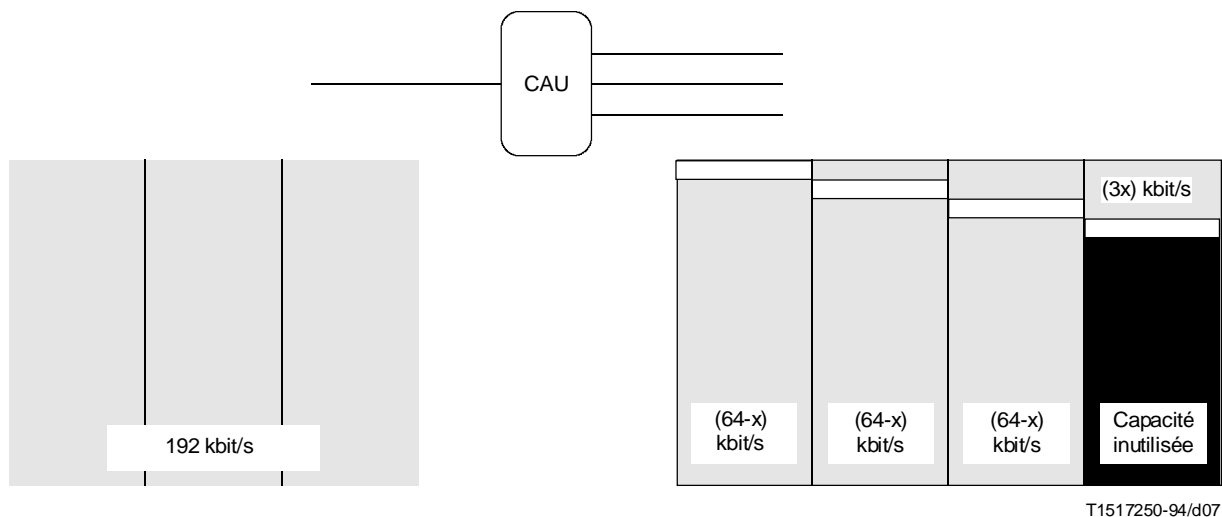 CAU
(3x) kbit/s
192 kbit/s
(64-x)
kbit/s
(64-x)
kbit/s
(64-x)
kbit/s
Capacité
inutilisée
T1517250-94/d07